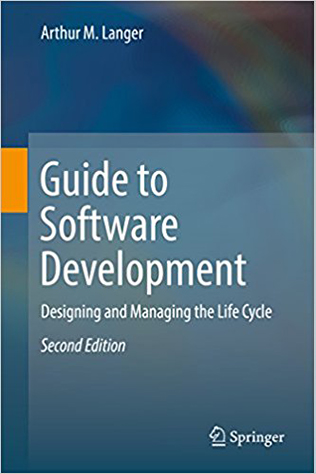 Arthur M. Langer
Guide to
Software
Development
Designing and Managing the Life Cycle
Second Edition
Springer